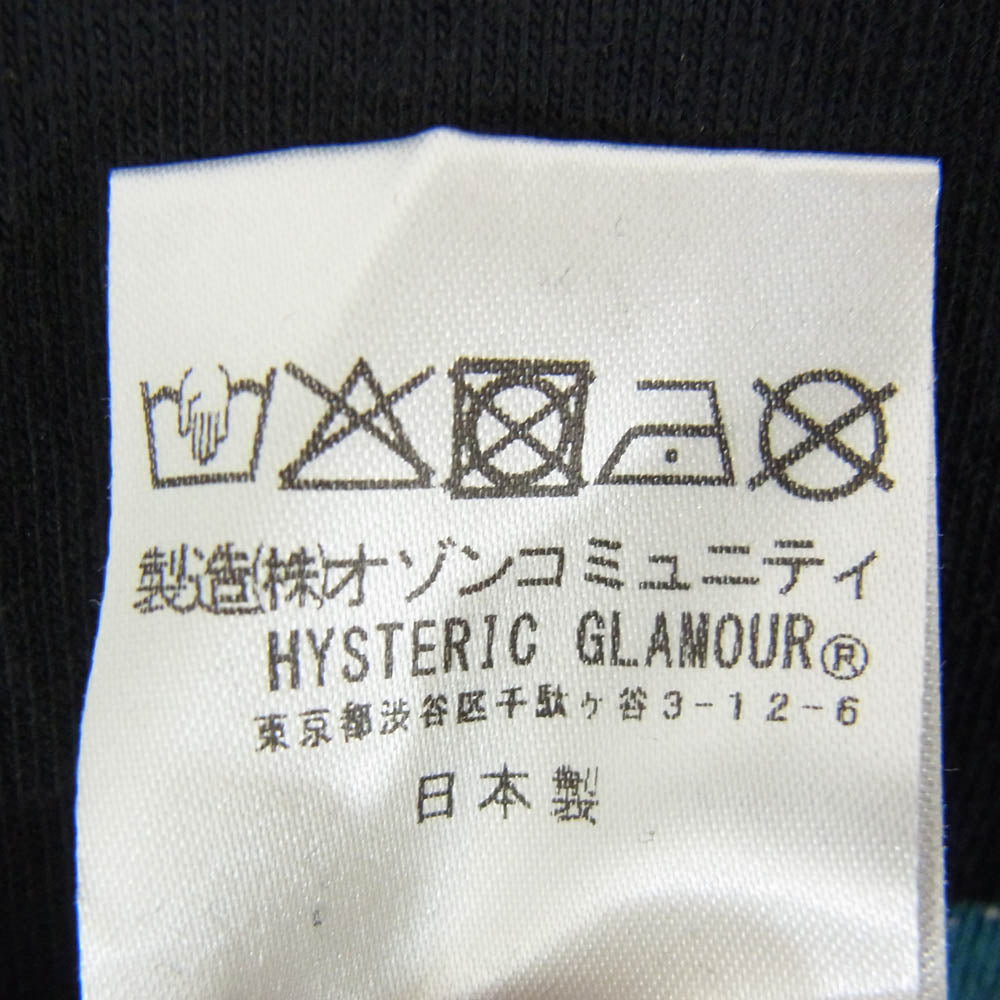 製造(株)オゾンコミュニティ
HYSTERIC GLAMOUR®
東京都渋谷区千駄ヶ谷3-12-6
日本製